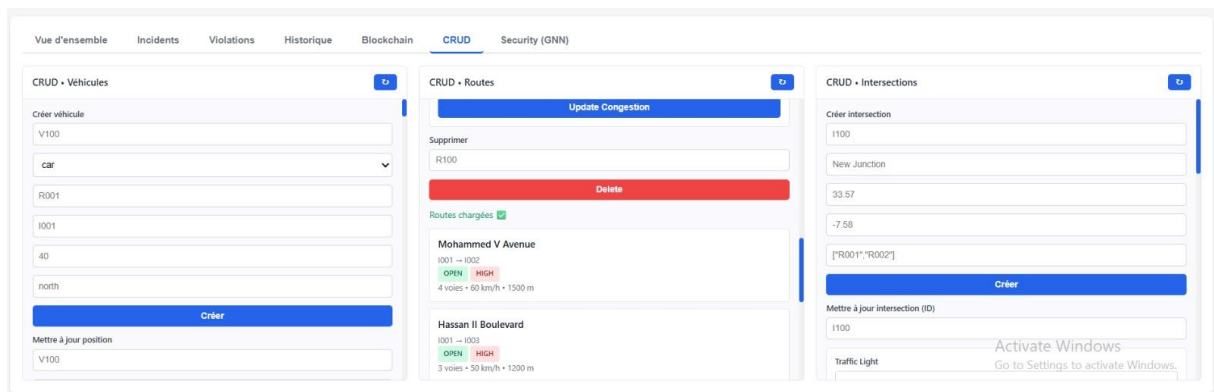 Vue d'ensemble Incidents Violations Historique Blockchain CRUD Security (GNN)
CRUD • Véhicules
Créer véhicule
V100
car
R001
I001
40
north
Créer
Mettre à jour position
V100
CRUD • Routes
Update Congestion
Supprimer
R100
Delete
Routes chargées ✅
Mohammed V Avenue
I001 → I002
OPEN HIGH
4 voies • 60 km/h • 1500 m
Hassan II Boulevard
I001 → I003
OPEN HIGH
3 voies • 50 km/h • 1200 m
CRUD • Intersections
Créer intersection
I100
New Junction
33.57
-7.58
["R001","R002"]
Créer
Mettre à jour intersection (ID)
I100
Traffic Light
Activate Windows
Go to Settings to activate Windows.